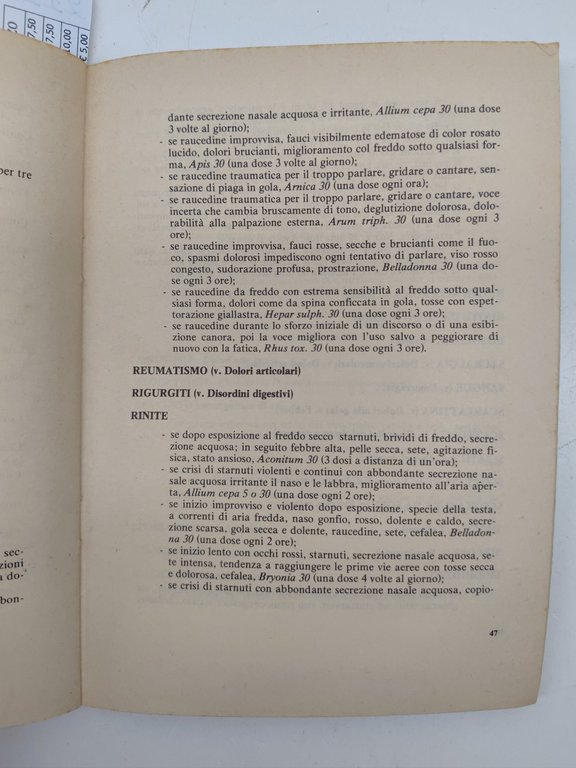 20
7,50
7,50
10,00
€ 5,00
per tre
sec-
zioni
a do-
bon-
dante secrezione nasale acquosa e irritante, Allium cepa 30 (una dose
3 volte al giorno);
- se raucedine improvvisa, fauci visibilmente edematose di color rosato
lucido, dolori brucianti, miglioramento col freddo sotto qualsiasi for-
ma, Apis 30 (una dose 3 volte al giorno);
- se raucedine traumatica per il troppo parlare, gridare o cantare, sen-
sazione di piaga in gola, Arnica 30 (una dose ogni ora);
- se raucedine traumatica per il troppo parlare, gridare o cantare, voce
incerta che cambia bruscamente di tono, deglutizione dolorosa, dolo-
rabilità alla palpazione esterna, Arum triph. 30 (una dose ogni 3
ore);
- se raucedine improvvisa, fauci rosse, secche e brucianti come il fuo-
co, spasmi dolorosi impediscono ogni tentativo di parlare, viso rosso
congesto, sudorazione profusa, prostrazione, Belladonna 30 (una do-
se ogni 3 ore);
- se raucedine da freddo con estrema sensibilità al freddo sotto qual-
siasi forma, dolori come da spina conficcata in gola, tosse con espet-
torazione giallastra, Hepar sulph. 30 (una dose ogni 3 ore);
- se raucedine durante lo sforzo iniziale di un discorso o di una esibi-
zione canora, poi la voce migliora con l'uso salvo a peggiorare di
nuovo con la fatica, Rhus tox. 30 (una dose ogni 3 ore).
REUMATISMO (v. Dolori articolari)
RIGURGITI (v. Disordini digestivi)
RINITE
- se dopo esposizione al freddo secco starnuti, brividi di freddo, secre-
zione acquosa; in seguito febbre alta, pelle secca, sete, agitazione fi-
sica, stato ansioso, Aconitum 30 (3 dosi a distanza di un'ora);
- se crisi di starnuti violenti e continui con abbondante secrezione na-
sale acquosa irritante il naso e le labbra, miglioramento all'aria aper-
ta, Allium cepa 5 o 30 (una dose ogni 2 ore);
- se inizio improvviso e violento dopo esposizione, specie della testa,
a correnti di aria fredda, naso gonfio, rosso, dolente e caldo, secre-
zione scarsa, gola secca e dolente, raucedine, sete, cefalea, Belladon-
na 30 (una dose ogni 2 ore);
- se inizio lento con occhi rossi, starnuti, secrezione nasale acquosa, se-
te intensa, tendenza a raggiungere le prime vie aeree con tosse secca
e dolorosa, cefalea, Bryonia 30 (una dose 4 volte al giorno);
- se crisi di starnuti con abbondante secrezione nasale acquosa, copio-
47